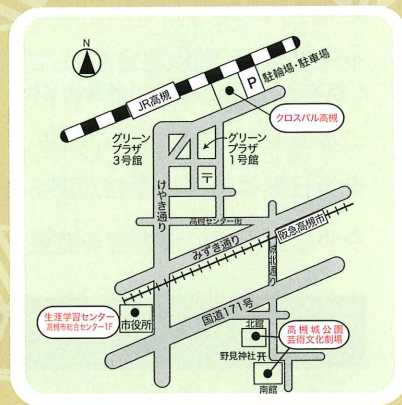 N
JR高槻
P
駐輪場・駐車場
クロスパル高槻
グリーン
プラザ
3号館
グリーン
プラザ
1号館
〒
けやき通り
高槻センター街
みずき通り
阪急高槻市
城北通り
生涯学習センター
高槻市総合センター1F
市役所
国道171号
北館
高槻城公園
芸術文化劇場
野見神社
南館